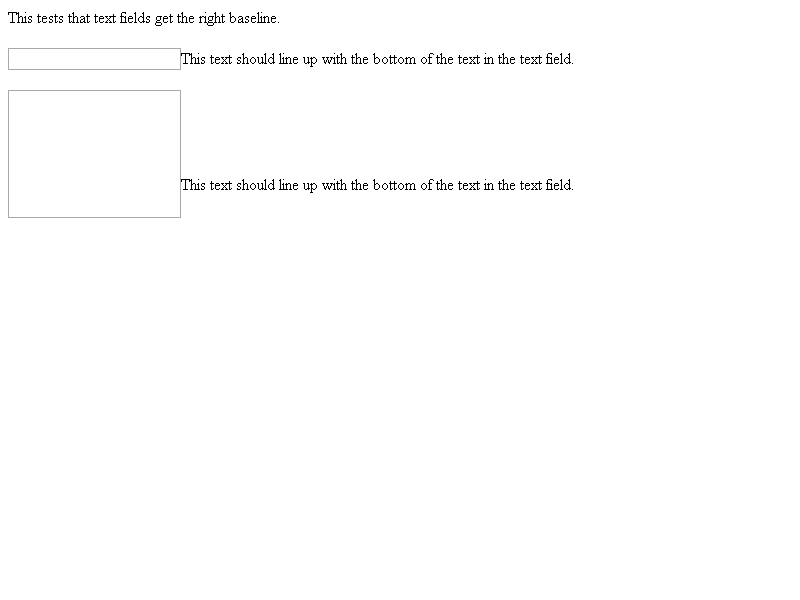 This tests that text fields get the right baseline.
This text should line up with the bottom of the text in the text field.
This text should line up with the bottom of the text in the text field.